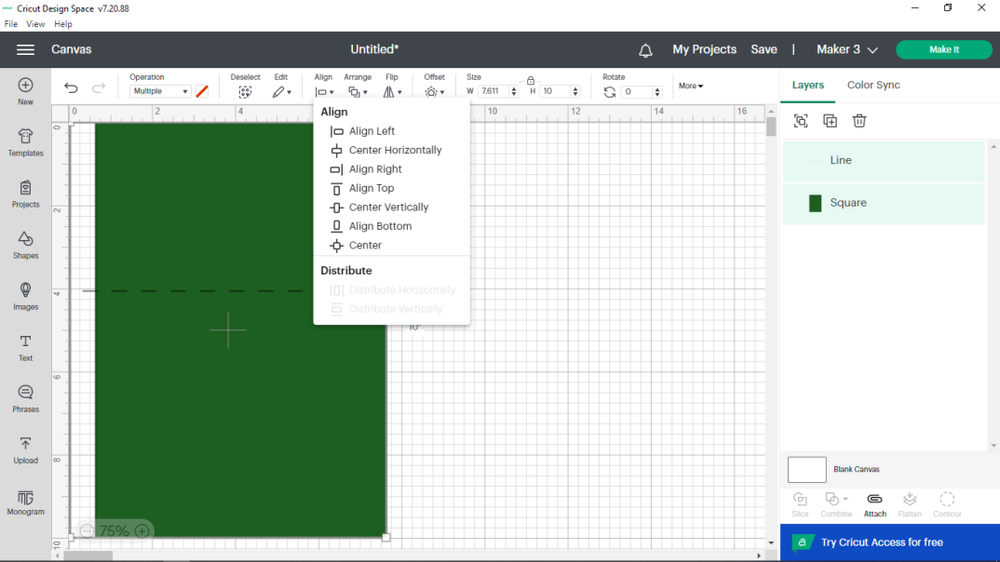 Cricut Design Space v7.20.88
File View Help
Canvas
Untitled*
My Projects Save | Maker 3
Make It
Operation
Multiple
Deselect
Edit
Align
Arrange
Flip
Offset
Size
W 7.611
H 10
Rotate
0
More
Layers
Color Sync
New
Templates
Projects
Shapes
Images
Text
Phrases
Upload
Monogram
0 2 4 10 12 14 16
0
2
4
6
8
10
Align
Align Left
Center Horizontally
Align Right
Align Top
Center Vertically
Align Bottom
Center
Distribute
Distribute Horizontally
Distribute Vertically
10"
75%
Line
Square
Blank Canvas
Slice Combine Attach Flatten Contour
a Try Cricut Access for free